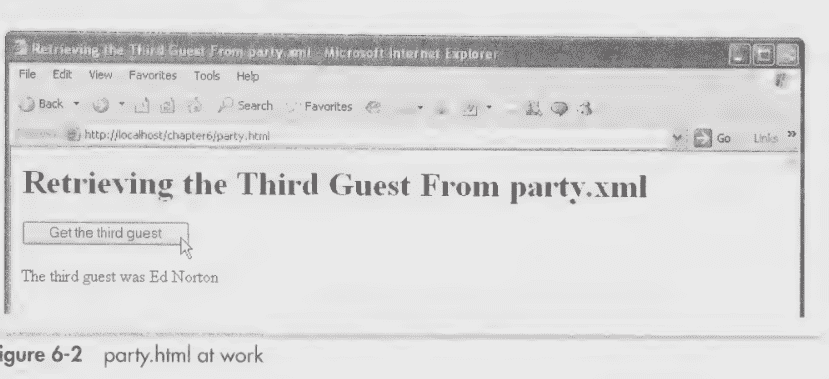 Retrieving the Third Guest From party.xml - Microsoft Internet Explorer
File Edit View Favorites Tools Help
Back Search Favorites
http://localhost/chapter6/party.html Go Links »
Retrieving the Third Guest From party.xml
Get the third guest
The third guest was Ed Norton
igure 6-2 party.html at work